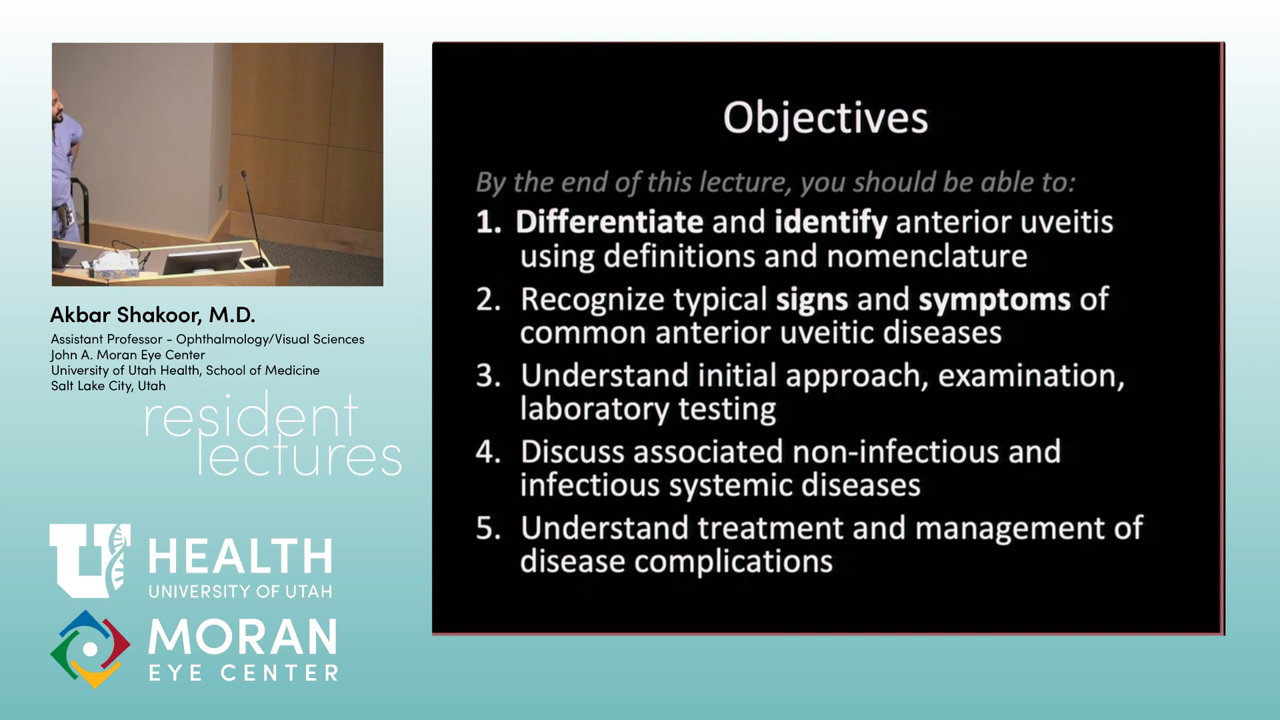 Objectives
By the end of this lecture, you should be able to:
1. Differentiate and identify anterior uveitis
using definitions and nomenclature
2. Recognize typical signs and symptoms of
common anterior uveitic diseases
3. Understand initial approach, examination,
laboratory testing
4. Discuss associated non-infectious and
infectious systemic diseases
5. Understand treatment and management of
disease complications
Akbar Shakoor, M.D.
Assistant Professor - Ophthalmology/Visual Sciences
John A. Moran Eye Center
University of Utah Health, School of Medicine
Salt Lake City, Utah
resident
lectures
U HEALTH
UNIVERSITY OF UTAH
MORAN
EYE CENTER